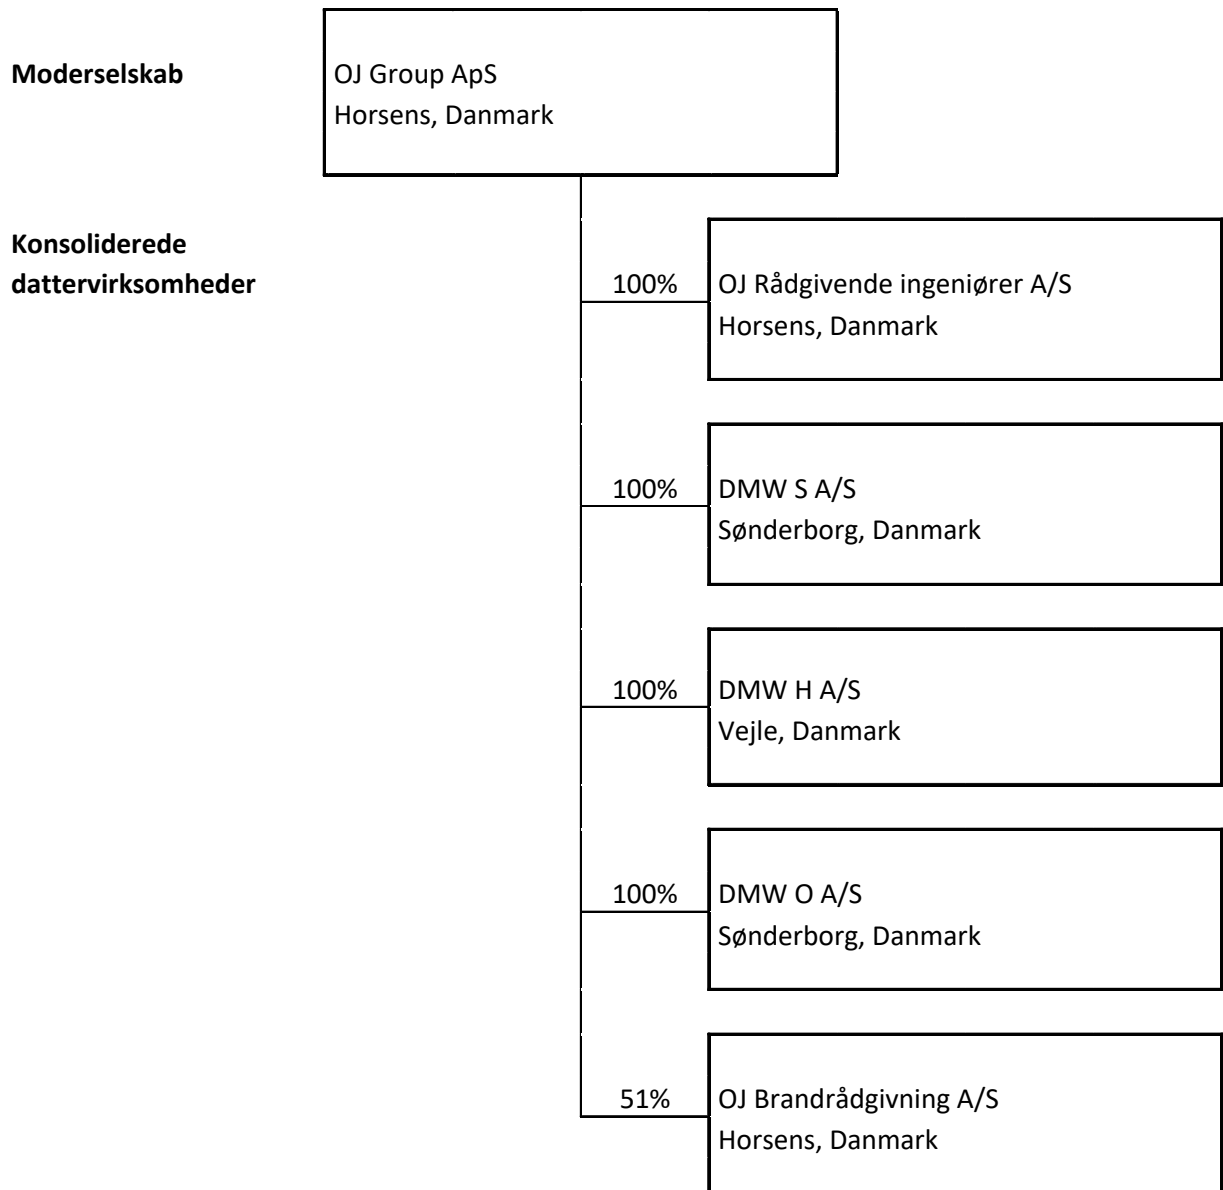 Moderselskab
OJ Group ApS
Horsens, Danmark
Konsoliderede
dattervirksomheder
100%
OJ Rådgivende ingeniører A/S
Horsens, Danmark
100%
DMW S A/S
Sønderborg, Danmark
100%
DMW H A/S
Vejle, Danmark
100%
DMW O A/S
Sønderborg, Danmark
51%
OJ Brandrådgivning A/S
Horsens, Danmark